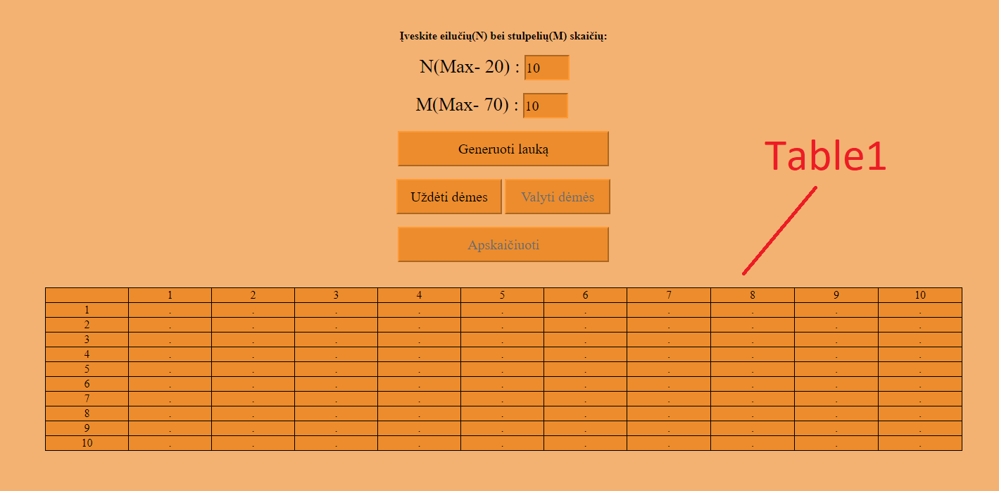 Įveskite eilučių(N) bei stulpelių(M) skaičių:
N(Max- 20) : 10
M(Max- 70) : 10
Generuoti lauką
Table1
Uždėti dėmes Valyti dėmės
Apskaičiuoti
1 2 3 4 5 6 7 8 9 10
1 . . . . . . . . . .
2 . . . . . . . . . .
3 . . . . . . . . . .
4 . . . . . . . . . .
5 . . . . . . . . . .
6 . . . . . . . . . .
7 . . . . . . . . . .
8 . . . . . . . . . .
9 . . . . . . . . . .
10 . . . . . . . . . .